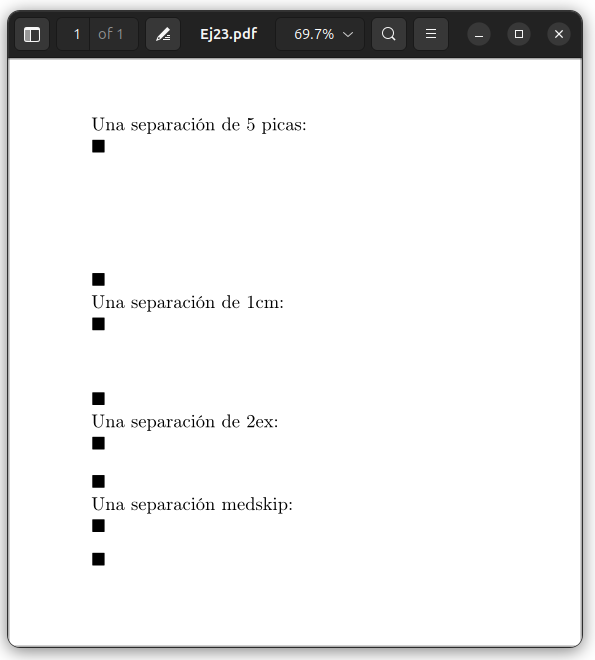 1 of 1 Ej23.pdf 69.7%
Una separación de 5 picas:
Una separación de 1cm:
Una separación de 2ex:
Una separación medskip: